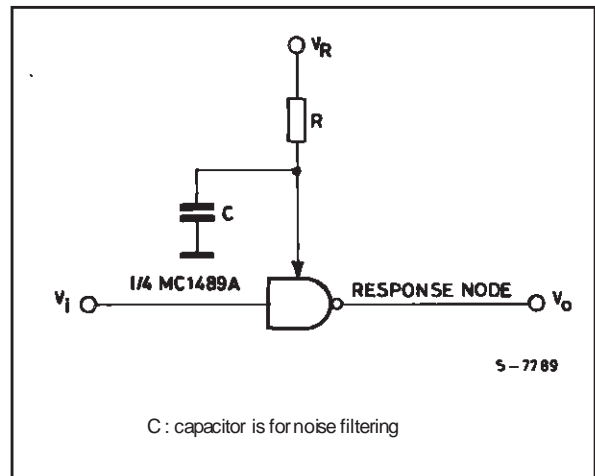 VR
R
C
1/4 MC1489A
Vi
RESPONSE NODE
Vo
S-7789
C : capacitor is for noise filtering